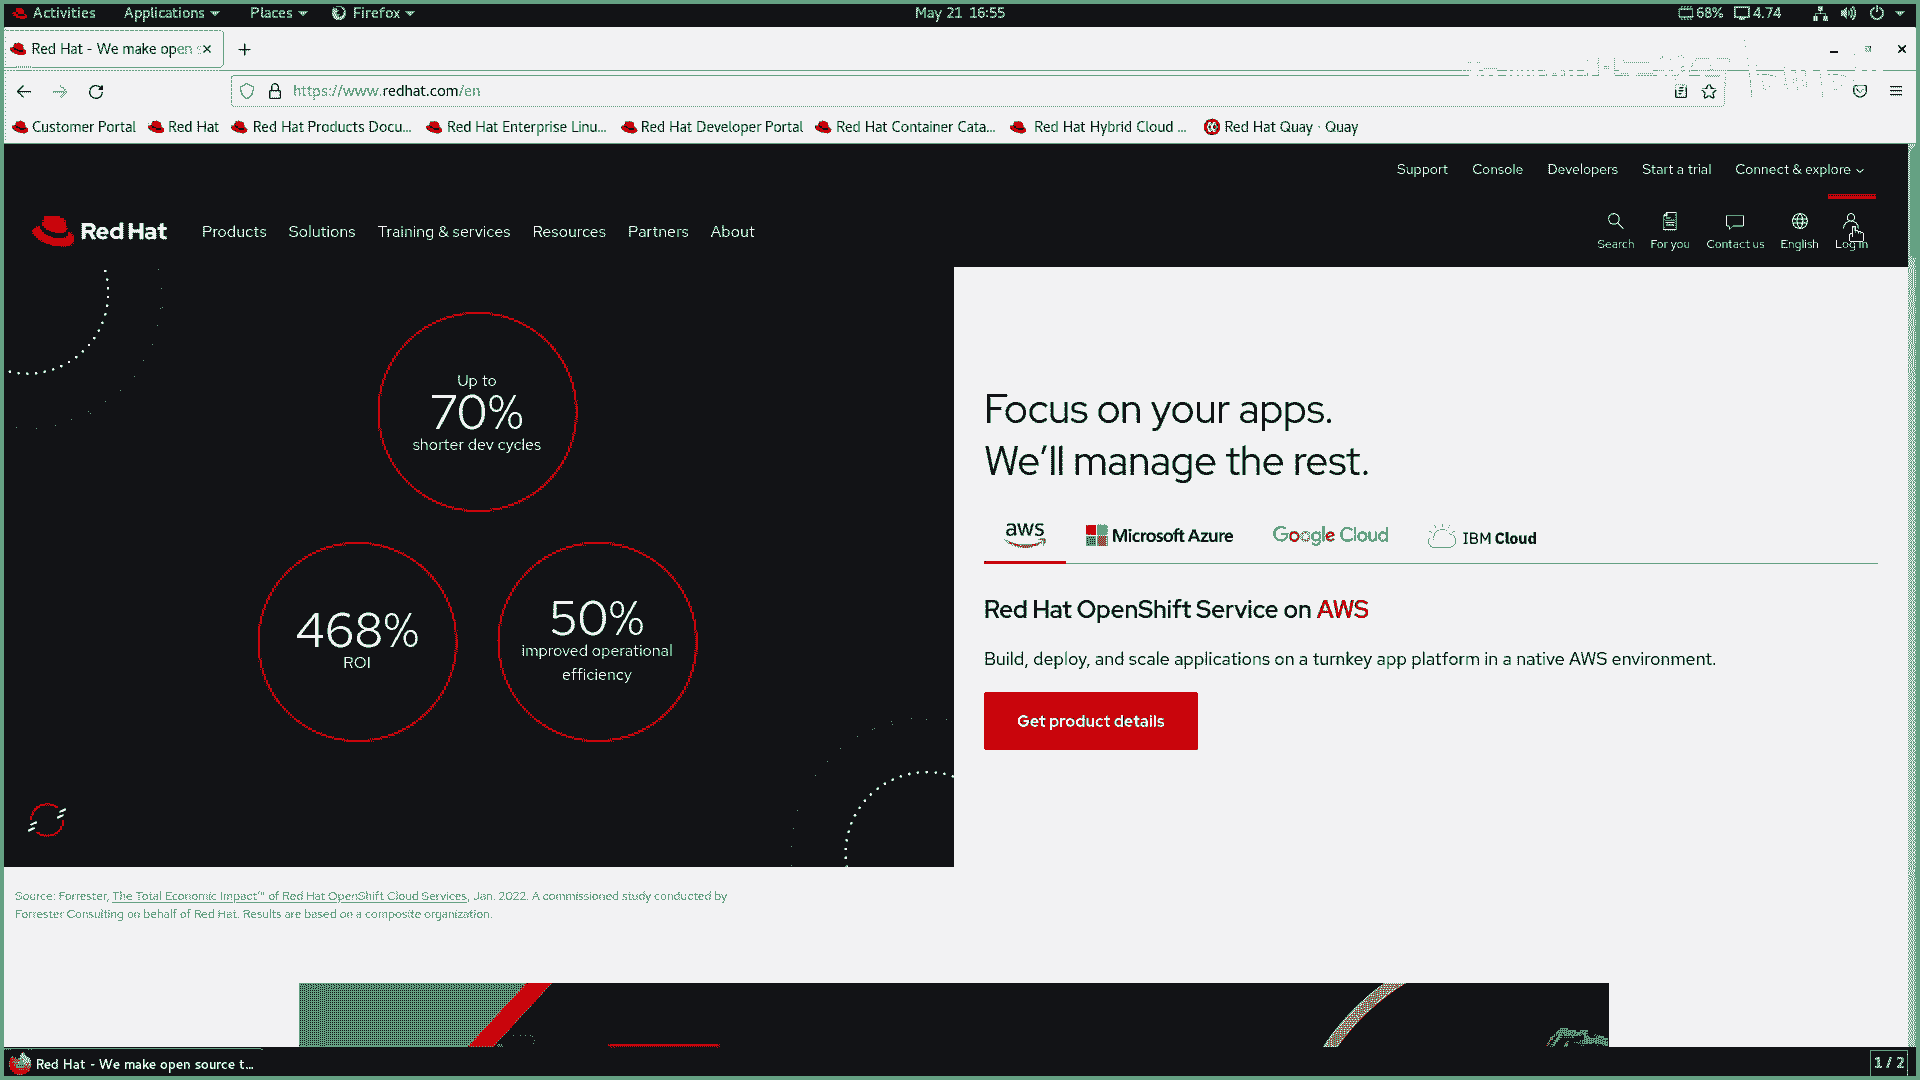 Activities Applications Places Firefox May 21 16:55 68% 4.74
Red Hat - We make open s
https://www.redhat.com/en
Customer Portal Red Hat Red Hat Products Docu... Red Hat Enterprise Linu... Red Hat Developer Portal Red Hat Container Cata... Red Hat Hybrid Cloud ... Red Hat Quay · Quay
Support Console Developers Start a trial Connect & explore
Red Hat Products Solutions Training & services Resources Partners About
Search For you Contact us English Log in
Up to
70%
shorter dev cycles
468%
ROI
50%
improved operational
efficiency
Focus on your apps.
We’ll manage the rest.
aws Microsoft Azure Google Cloud IBM Cloud
Red Hat OpenShift Service on AWS
Build, deploy, and scale applications on a turnkey app platform in a native AWS environment.
Get product details
Source: Forrester, The Total Economic Impact™ of Red Hat OpenShift Cloud Services, Jan. 2022. A commissioned study conducted by
Forrester Consulting on behalf of Red Hat. Results are based on a composite organization.
Red Hat - We make open source t...
1 / 2